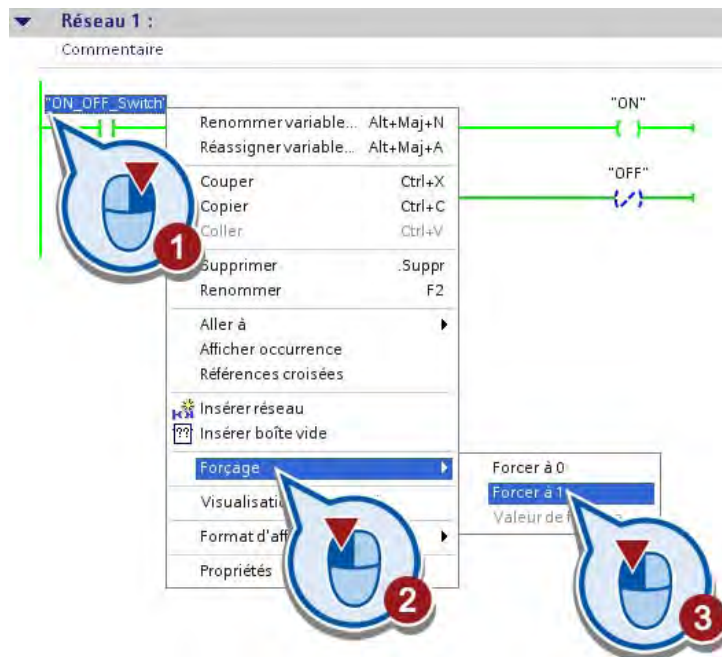 Réseau 1 :
Commentaire
"ON_OFF_Switch"
"ON"
"OFF"
Renommer variable... Alt+Maj+N
Réassigner variable... Alt+Maj+A
Couper Ctrl+X
Copier Ctrl+C
Coller Ctrl+V
Supprimer .Suppr
Renommer F2
Aller à
Afficher occurrence
Références croisées
Insérer réseau
?? Insérer boîte vide
Forçage
Forcer à 0
Forcer à 1
Valeur de
Format
Propriétés
1
2
3